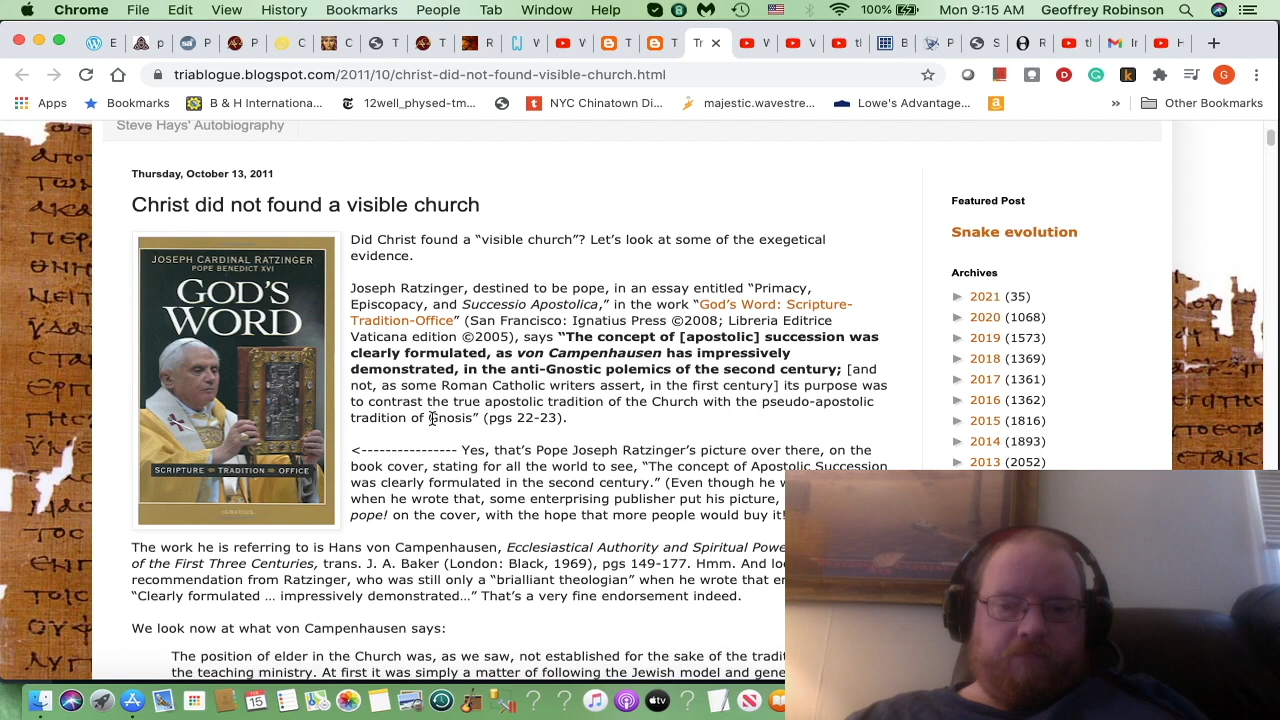 Chrome File Edit View History Bookmarks People Tab Window Help 100% Mon 9:15 AM Geoffrey Robinson
triablogue.blogspot.com/2011/10/christ-did-not-found-visible-church.html
Apps Bookmarks B & H Internationa... 12well_physed-tm... NYC Chinatown Di... majestic.wavestre... Lowe's Advantage... » Other Bookmarks
Steve Hays' Autobiography
Thursday, October 13, 2011
Christ did not found a visible church
JOSEPH CARDINAL RATZINGER
POPE BENEDICT XVI
GOD'S
WORD
SCRIPTURE • TRADITION • OFFICE
IGNATIUS
Did Christ found a “visible church”? Let’s look at some of the exegetical
evidence.
Joseph Ratzinger, destined to be pope, in an essay entitled “Primacy,
Episcopacy, and Successio Apostolica,” in the work “God’s Word: Scripture-
Tradition-Office” (San Francisco: Ignatius Press ©2008; Libreria Editrice
Vaticana edition ©2005), says “The concept of [apostolic] succession was
clearly formulated, as von Campenhausen has impressively
demonstrated, in the anti-Gnostic polemics of the second century; [and
not, as some Roman Catholic writers assert, in the first century] its purpose was
to contrast the true apostolic tradition of the Church with the pseudo-apostolic
tradition of Gnosis” (pgs 22-23).
<---------------- Yes, that’s Pope Joseph Ratzinger’s picture over there, on the
book cover, stating for all the world to see, “The concept of Apostolic Succession
was clearly formulated in the second century.” (Even though he w
when he wrote that, some enterprising publisher put his picture,
pope! on the cover, with the hope that more people would buy it!
The work he is referring to is Hans von Campenhausen, Ecclesiastical Authority and Spiritual Powe
of the First Three Centuries, trans. J. A. Baker (London: Black, 1969), pgs 149-177. Hmm. And loo
recommendation from Ratzinger, who was still only a “brialliant theologian” when he wrote that en
“Clearly formulated … impressively demonstrated…” That’s a very fine endorsement indeed.
We look now at what von Campenhausen says:
The position of elder in the Church was, as we saw, not established for the sake of the tradit
the teaching ministry. At first it was simply a matter of following the Jewish model and gene
Featured Post
Snake evolution
Archives
► 2021 (35)
► 2020 (1068)
► 2019 (1573)
► 2018 (1369)
► 2017 (1361)
► 2016 (1362)
► 2015 (1816)
► 2014 (1893)
► 2013 (2052)
FEB
15